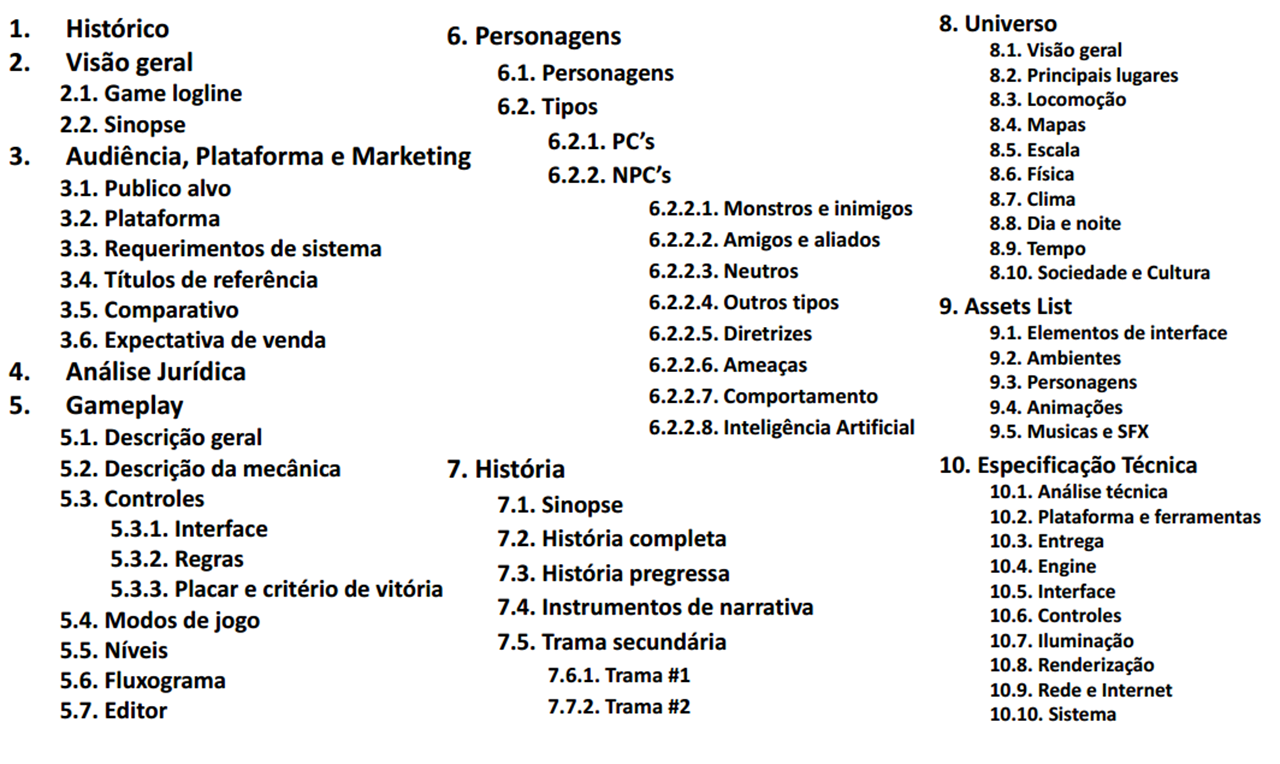 1. Histórico
2. Visão geral
2.1. Game logline
2.2. Sinopse
3. Audiência, Plataforma e Marketing
3.1. Publico alvo
3.2. Plataforma
3.3. Requerimentos de sistema
3.4. Títulos de referência
3.5. Comparativo
3.6. Expectativa de venda
4. Análise Jurídica
5. Gameplay
5.1. Descrição geral
5.2. Descrição da mecânica
5.3. Controles
5.3.1. Interface
5.3.2. Regras
5.3.3. Placar e critério de vitória
5.4. Modos de jogo
5.5. Níveis
5.6. Fluxograma
5.7. Editor
6. Personagens
6.1. Personagens
6.2. Tipos
6.2.1. PC’s
6.2.2. NPC’s
6.2.2.1. Monstros e inimigos
6.2.2.2. Amigos e aliados
6.2.2.3. Neutros
6.2.2.4. Outros tipos
6.2.2.5. Diretrizes
6.2.2.6. Ameaças
6.2.2.7. Comportamento
6.2.2.8. Inteligência Artificial
7. História
7.1. Sinopse
7.2. História completa
7.3. História pregressa
7.4. Instrumentos de narrativa
7.5. Trama secundária
7.6.1. Trama #1
7.7.2. Trama #2
8. Universo
8.1. Visão geral
8.2. Principais lugares
8.3. Locomoção
8.4. Mapas
8.5. Escala
8.6. Física
8.7. Clima
8.8. Dia e noite
8.9. Tempo
8.10. Sociedade e Cultura
9. Assets List
9.1. Elementos de interface
9.2. Ambientes
9.3. Personagens
9.4. Animações
9.5. Musicas e SFX
10. Especificação Técnica
10.1. Análise técnica
10.2. Plataforma e ferramentas
10.3. Entrega
10.4. Engine
10.5. Interface
10.6. Controles
10.7. Iluminação
10.8. Renderização
10.9. Rede e Internet
10.10. Sistema